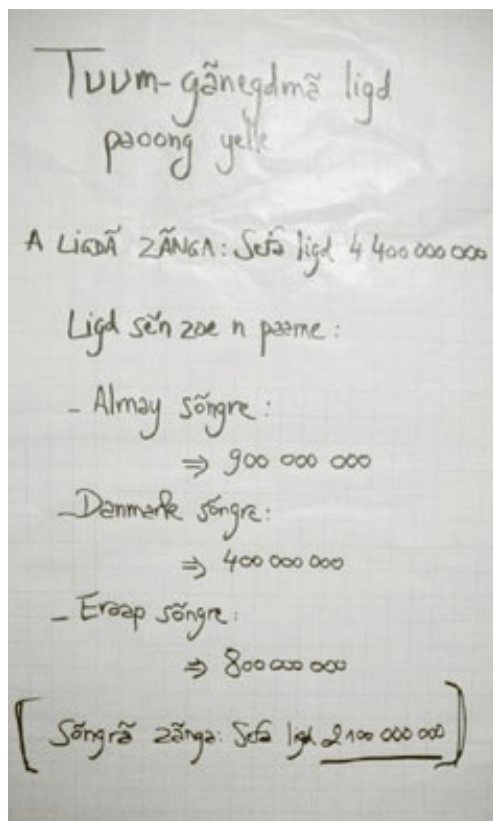 Tuum-gãnegdmã ligd
paoong yelle
A LIGDÃ ZÃNGA: Sefa ligd 4 400 000 000
Ligd sẽn zoe n paame:
- Almay sõngre:
⇒ 900 000 000
- Danmark sõngre:
⇒ 400 000 000
- Eroap sõngre:
⇒ 800 000 000
[Sõngrã zãnga: Sefa ligd 2 100 000 000]